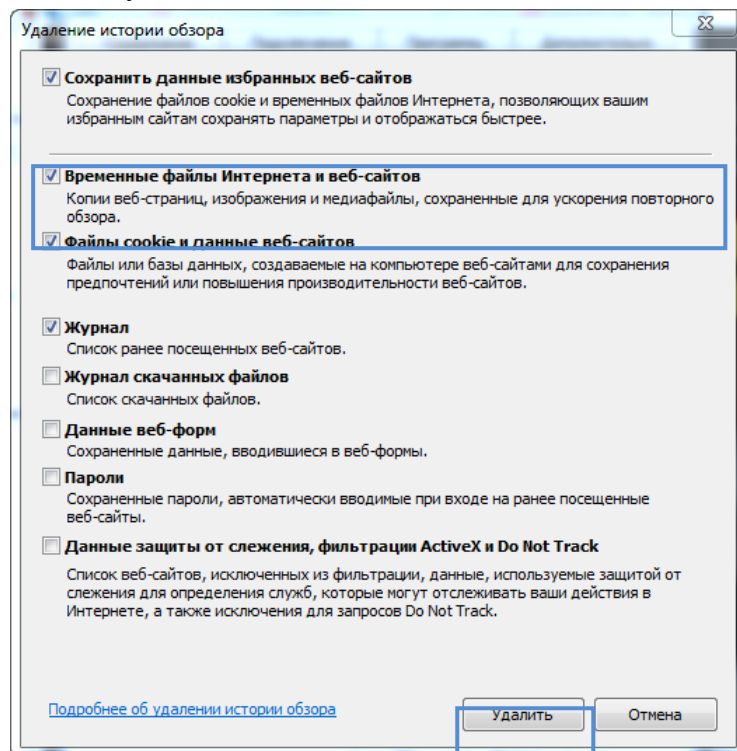 Удаление истории обзора
Сохранить данные избранных веб-сайтов
Сохранение файлов cookie и временных файлов Интернета, позволяющих вашим
избранным сайтам сохранять параметры и отображаться быстрее.
Временные файлы Интернета и веб-сайтов
Копии веб-страниц, изображения и медиафайлы, сохраненные для ускорения повторного
обзора.
Файлы cookie и данные веб-сайтов
Файлы или базы данных, создаваемые на компьютере веб-сайтами для сохранения
предпочтений или повышения производительности веб-сайтов.
Журнал
Список ранее посещенных веб-сайтов.
Журнал скачанных файлов
Список скачанных файлов.
Данные веб-форм
Сохраненные данные, вводившиеся в веб-формы.
Пароли
Сохраненные пароли, автоматически вводимые при входе на ранее посещенные
веб-сайты.
Данные защиты от слежения, фильтрации ActiveX и Do Not Track
Список веб-сайтов, исключенных из фильтрации, данные, используемые защитой от
слежения для определения служб, которые могут отслеживать ваши действия в
Интернете, а также исключения для запросов Do Not Track.
Подробнее об удалении истории обзора
Удалить
Отмена